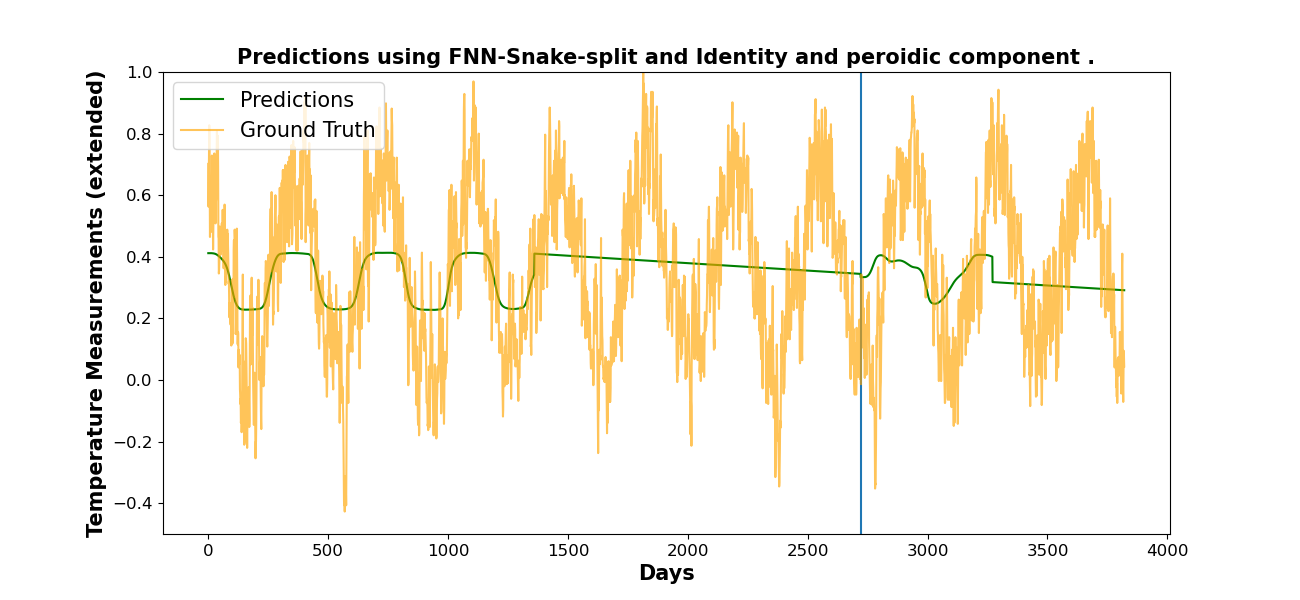 Predictions using FNN-Snake-split and Identity and peroidic component .
Temperature Measurements (extended)
1.0
0.8
0.6
0.4
0.2
0.0
−0.2
−0.4
Predictions
Ground Truth
0 500 1000 1500 2000 2500 3000 3500 4000
Days